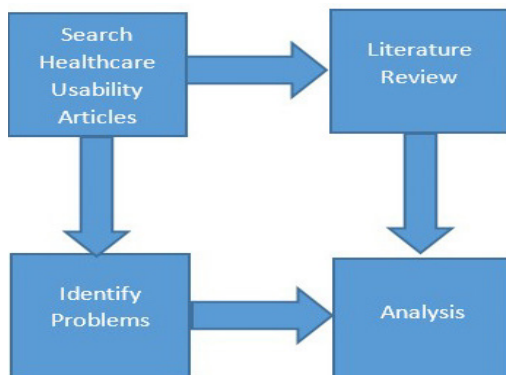 Search
Healthcare
Usability
Articles
Literature
Review
Identify
Problems
Analysis